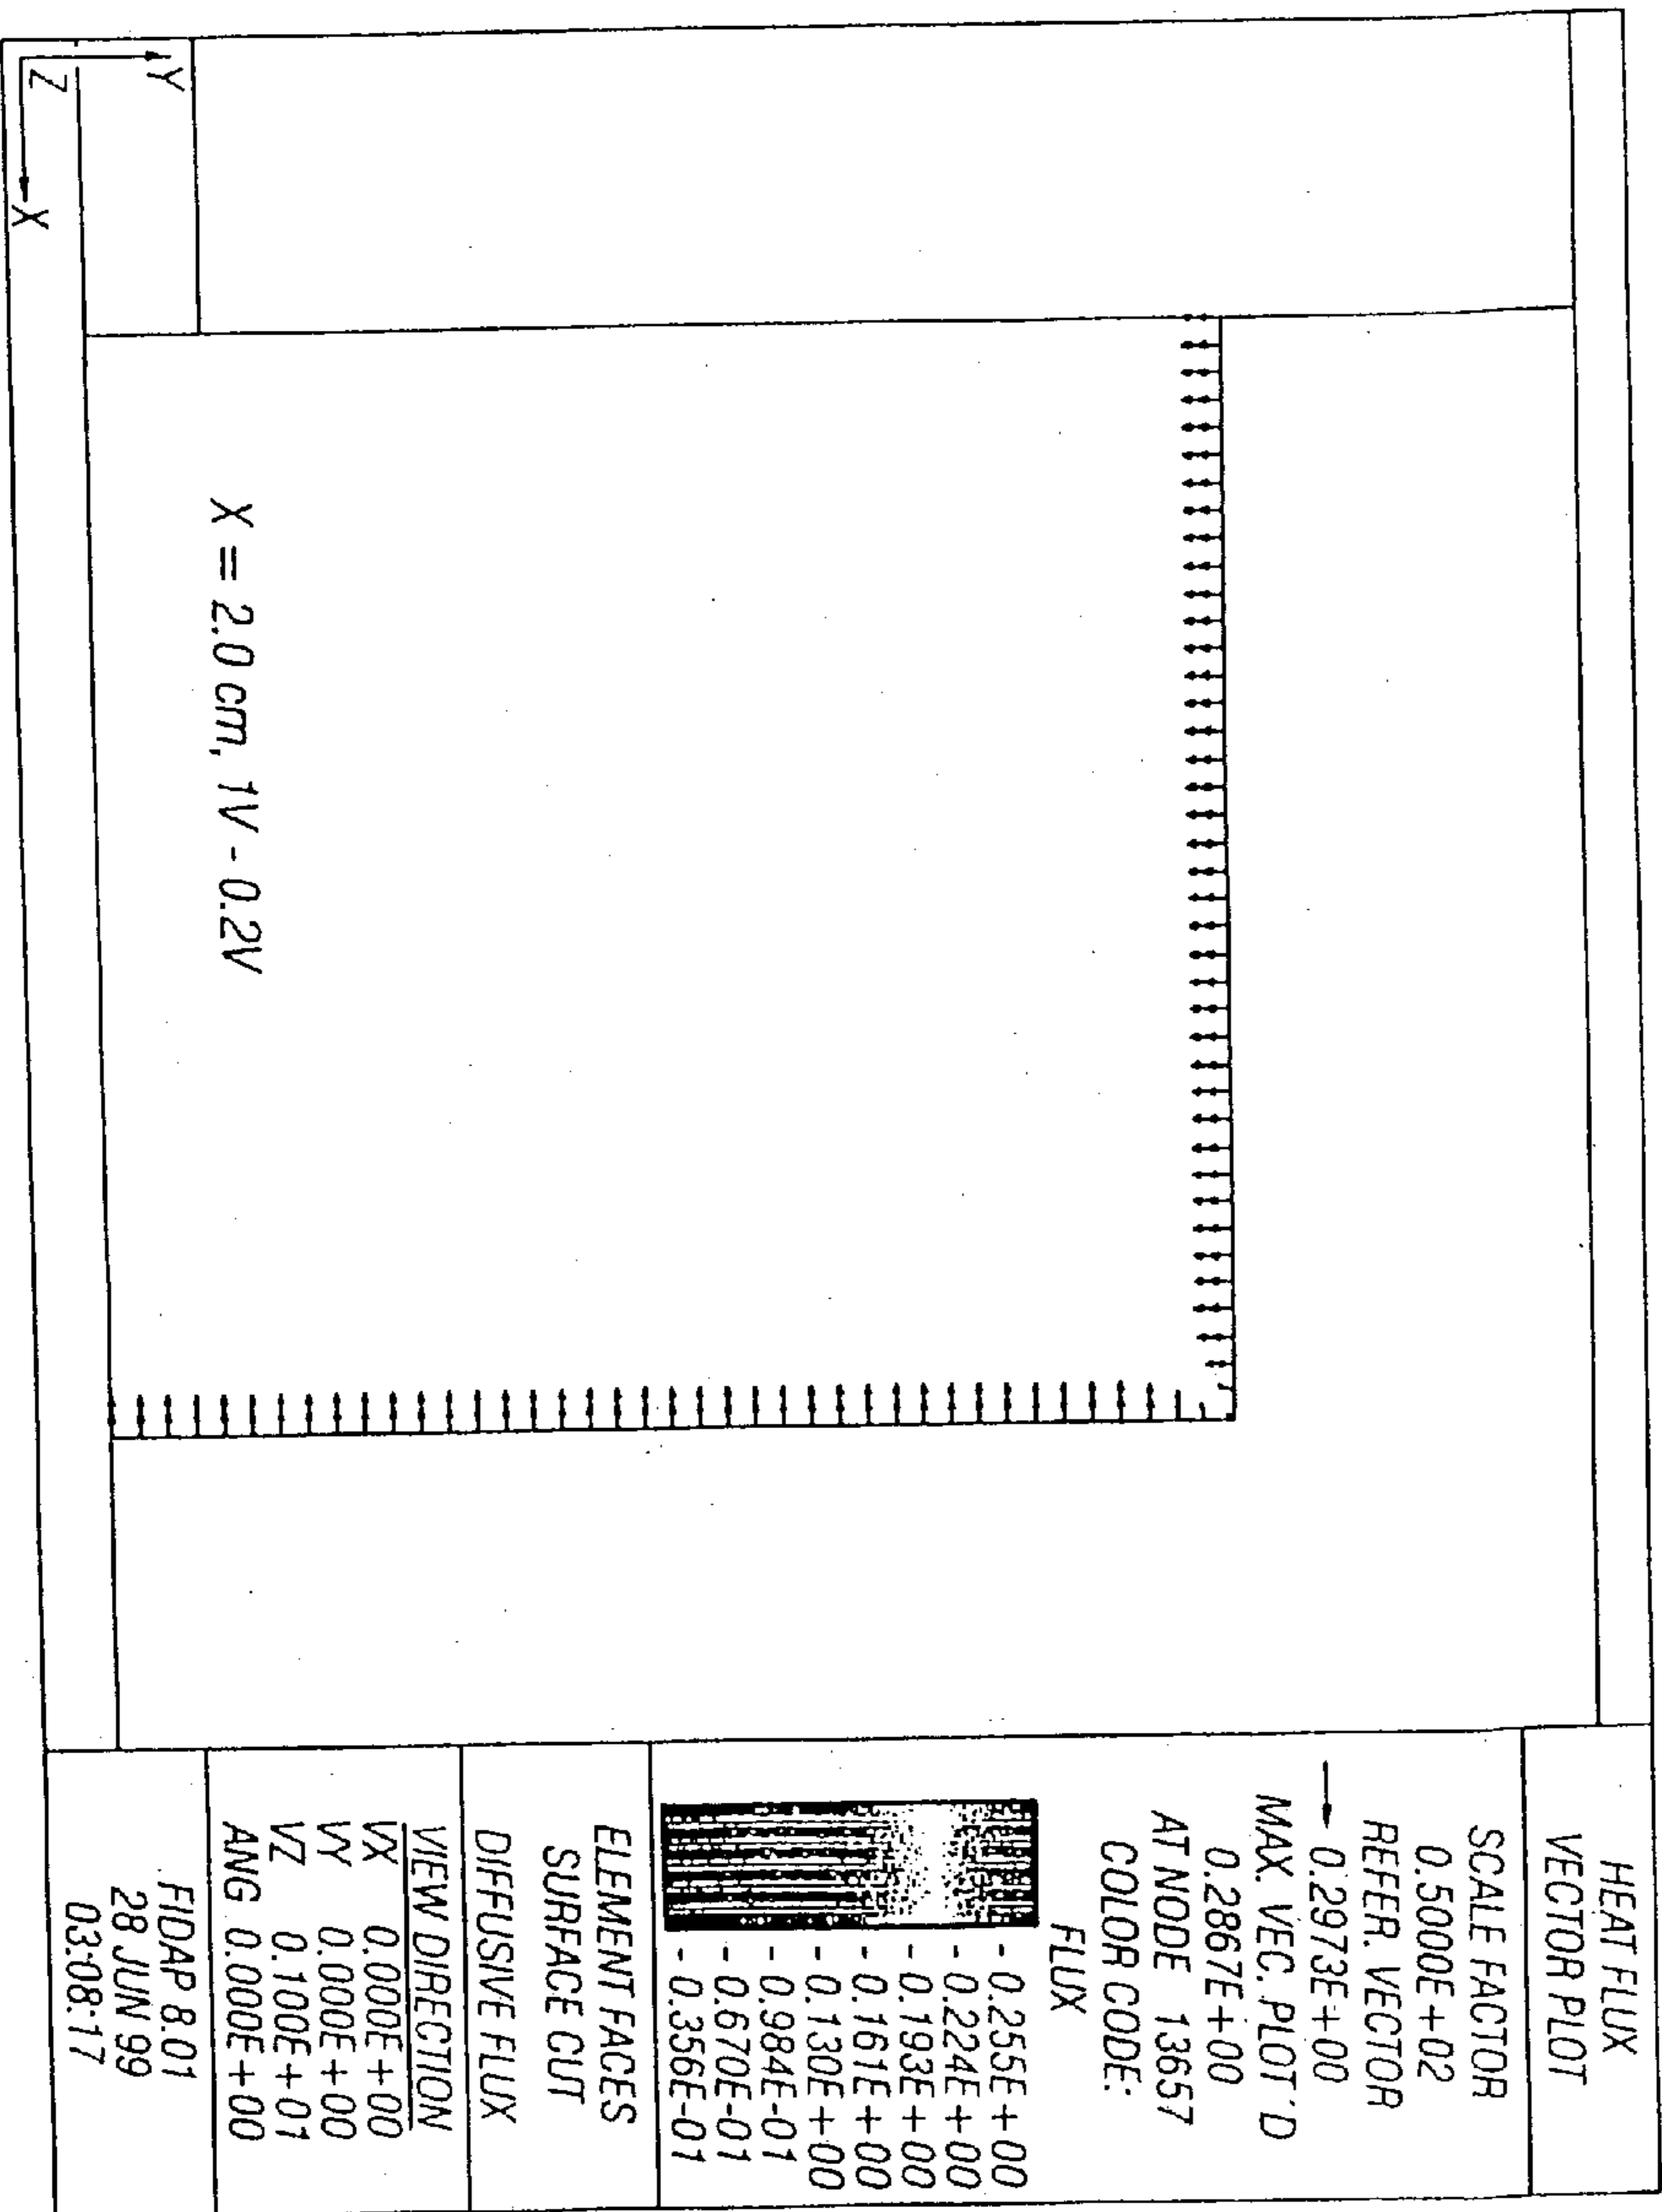 HEAT FLUX
VECTOR PLOT
SCALE FACTOR
0.5000E+02
REFER. VECTOR
0.2973E+00
MAX. VEC. PLOT'D
0.2867E+00
AT NODE 13657
COLOR CODE:
FLUX
- 0.255E+00
- 0.224E+00
- 0.193E+00
- 0.161E+00
- 0.130E+00
- 0.984E-01
- 0.670E-01
- 0.356E-01
ELEMENT FACES
SURFACE CUT
DIFFUSIVE FLUX
VIEW DIRECTION
VX 0.000E+00
VY 0.000E+00
VZ 0.100E+01
ANG 0.000E+00
FIDAP 8.01
28 JUN 99
03:08:17
X = 2.0 cm, 1V - 0.2V
Y
Z
X